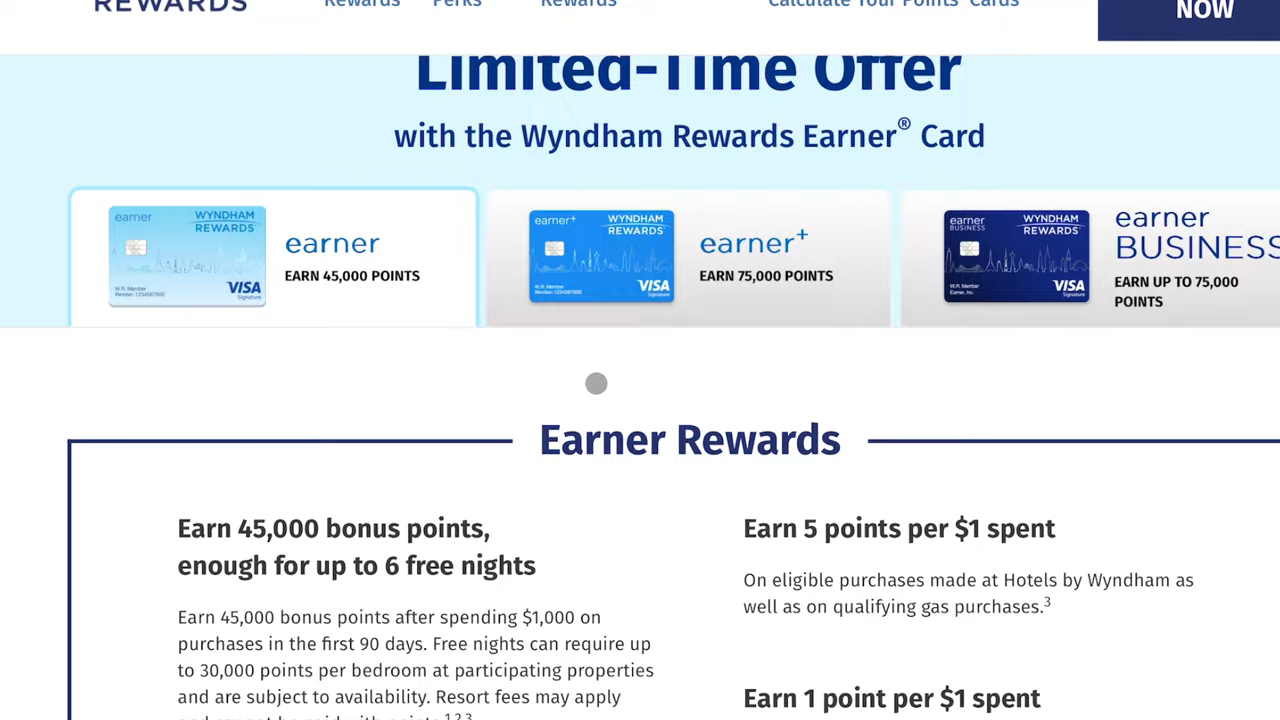 REWARDS
Rewards Perks Rewards Calculate Your Points Cards
NOW
Limited-Time Offer
with the Wyndham Rewards Earner® Card
earner WYNDHAM REWARDS
VISA
Signature
earner
EARN 45,000 POINTS
earner+ WYNDHAM REWARDS
VISA
Signature
earner+
EARN 75,000 POINTS
earner BUSINESS WYNDHAM REWARDS
VISA
Signature
earner
BUSINESS
EARN UP TO 75,000
POINTS
Earner Rewards
Earn 45,000 bonus points,
enough for up to 6 free nights
Earn 45,000 bonus points after spending $1,000 on
purchases in the first 90 days. Free nights can require up
to 30,000 points per bedroom at participating properties
and are subject to availability. Resort fees may apply
Earn 5 points per $1 spent
On eligible purchases made at Hotels by Wyndham as
well as on qualifying gas purchases.3
Earn 1 point per $1 spent